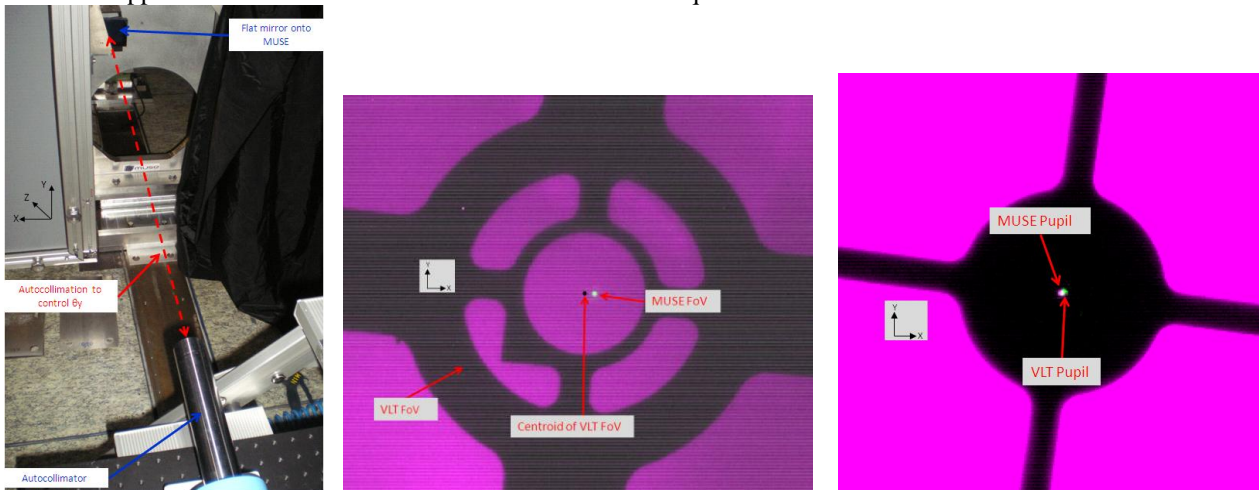 Flat mirror onto
MUSE
Y
Z
X
Autocollimation to
control θy
Autocollimator
Y
X
MUSE FoV
VLT FoV
Centroid of VLT FoV
MUSE Pupil
Y
X
VLT Pupil